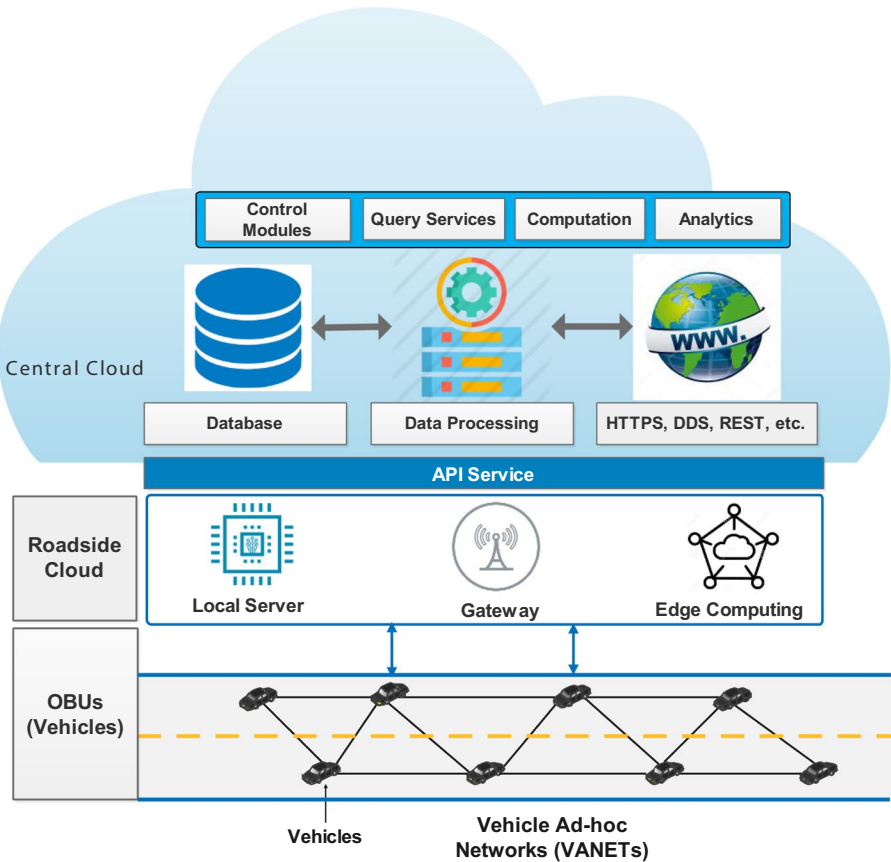 Control
Modules
Query Services
Computation
Analytics
WWW.
Central Cloud
Database
Data Processing
HTTPS, DDS, REST, etc.
API Service
Roadside
Cloud
Local Server
Gateway
Edge Computing
OBUs
(Vehicles)
Vehicles
Vehicle Ad-hoc
Networks (VANETs)